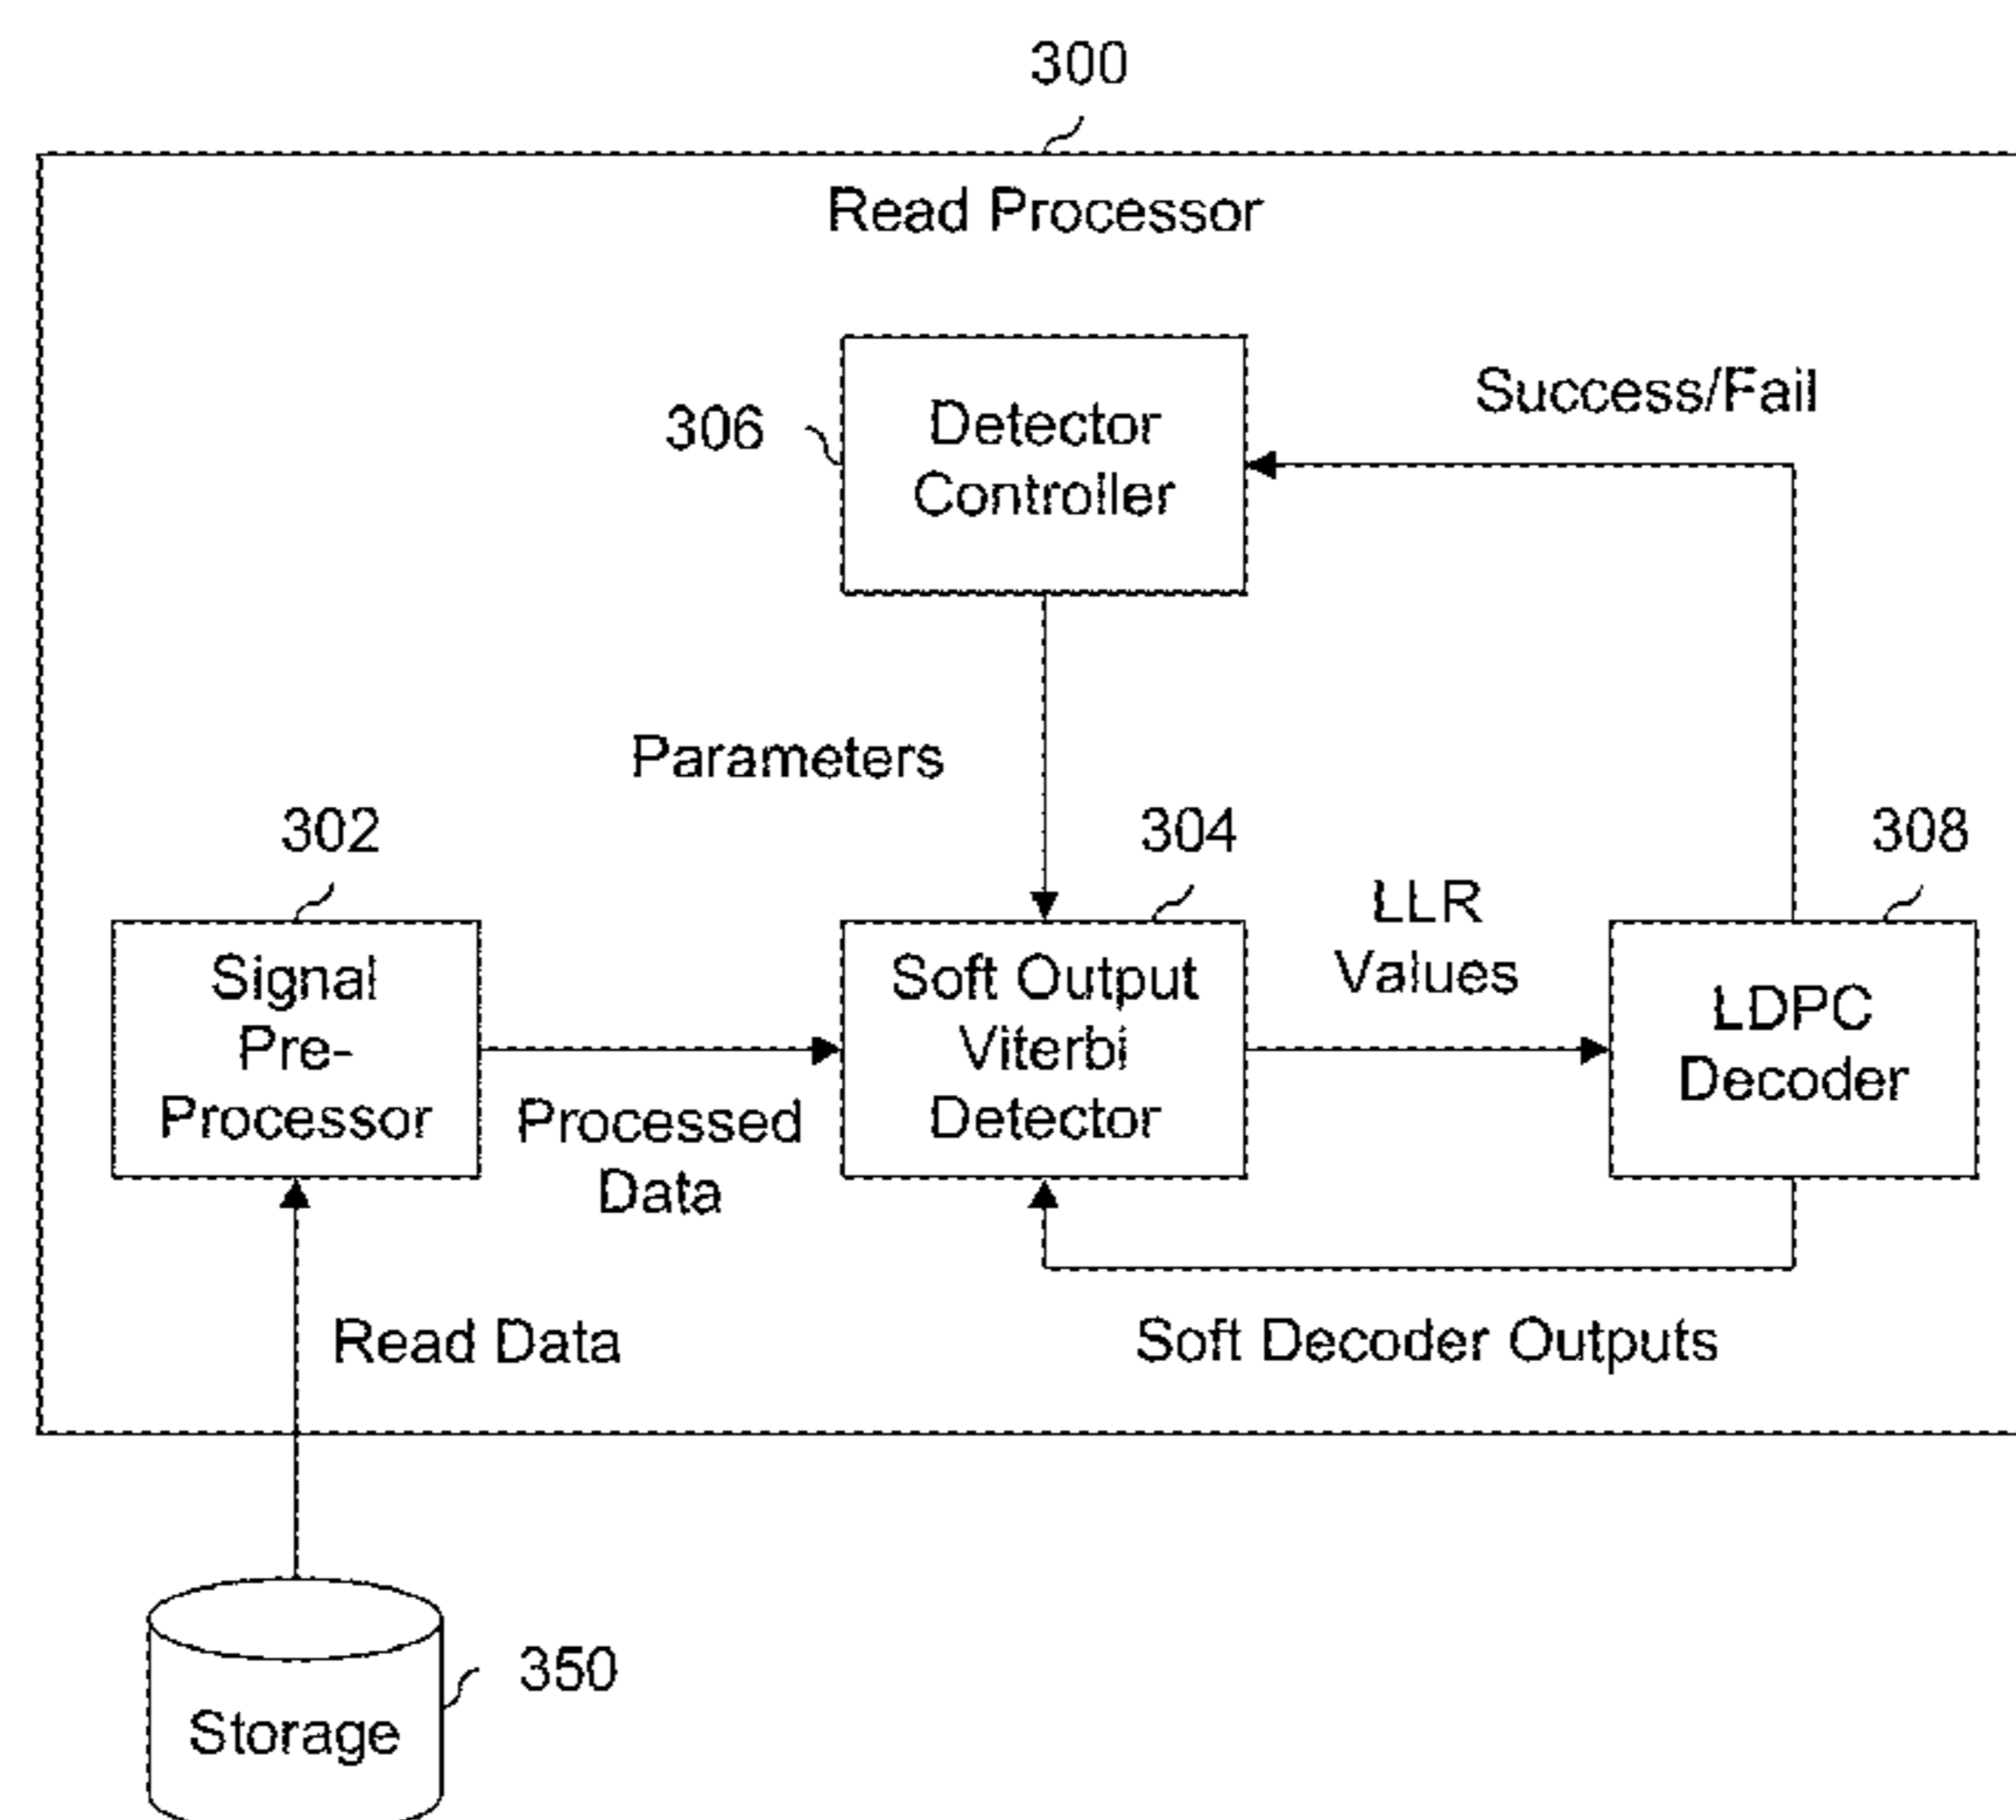 300
Read Processor
306
Detector
Controller
Success/Fail
Parameters
302
304
308
Signal
Pre-
Processor
Processed
Data
Soft Output
Viterbi
Detector
LLR
Values
LDPC
Decoder
Read Data
Soft Decoder Outputs
350
Storage